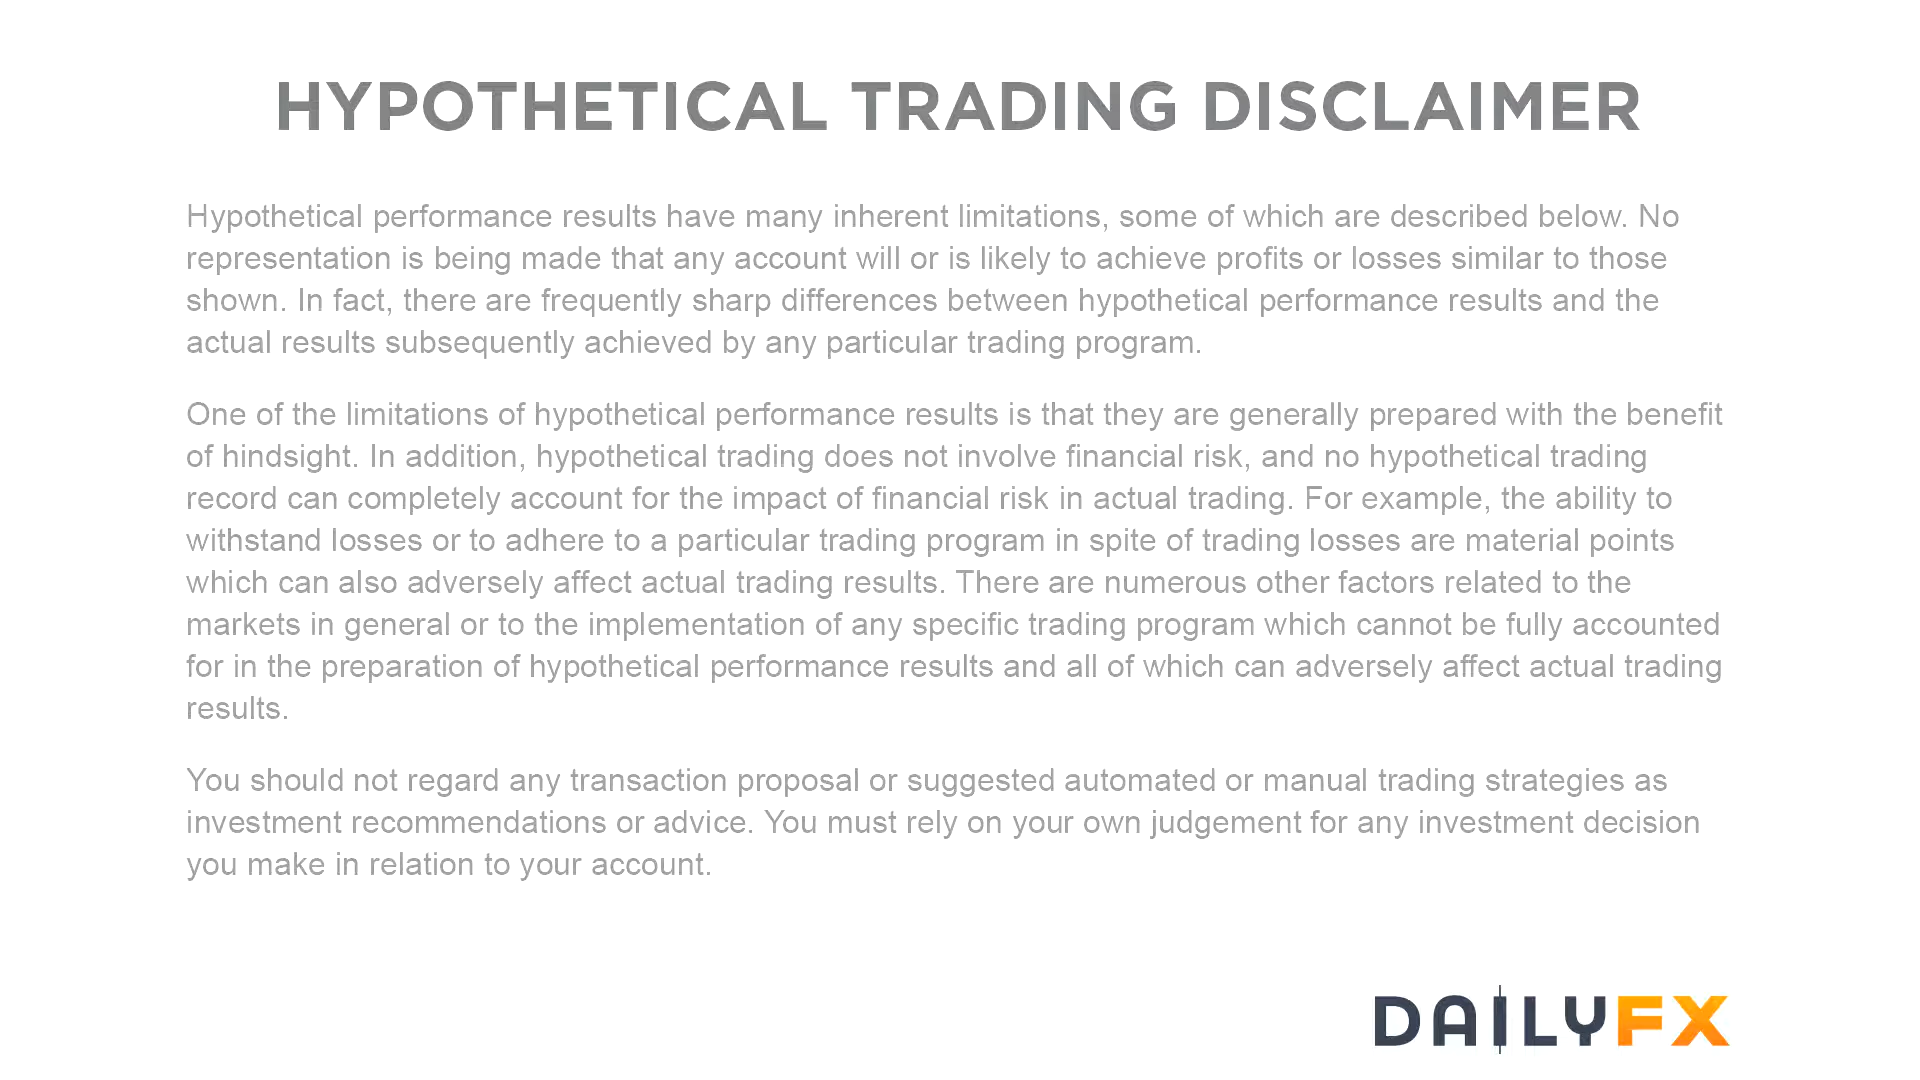 HYPOTHETICAL TRADING DISCLAIMER
Hypothetical performance results have many inherent limitations, some of which are described below. No
representation is being made that any account will or is likely to achieve profits or losses similar to those
shown. In fact, there are frequently sharp differences between hypothetical performance results and the
actual results subsequently achieved by any particular trading program.
One of the limitations of hypothetical performance results is that they are generally prepared with the benefit
of hindsight. In addition, hypothetical trading does not involve financial risk, and no hypothetical trading
record can completely account for the impact of financial risk in actual trading. For example, the ability to
withstand losses or to adhere to a particular trading program in spite of trading losses are material points
which can also adversely affect actual trading results. There are numerous other factors related to the
markets in general or to the implementation of any specific trading program which cannot be fully accounted
for in the preparation of hypothetical performance results and all of which can adversely affect actual trading
results.
You should not regard any transaction proposal or suggested automated or manual trading strategies as
investment recommendations or advice. You must rely on your own judgement for any investment decision
you make in relation to your account.
DAILYFX